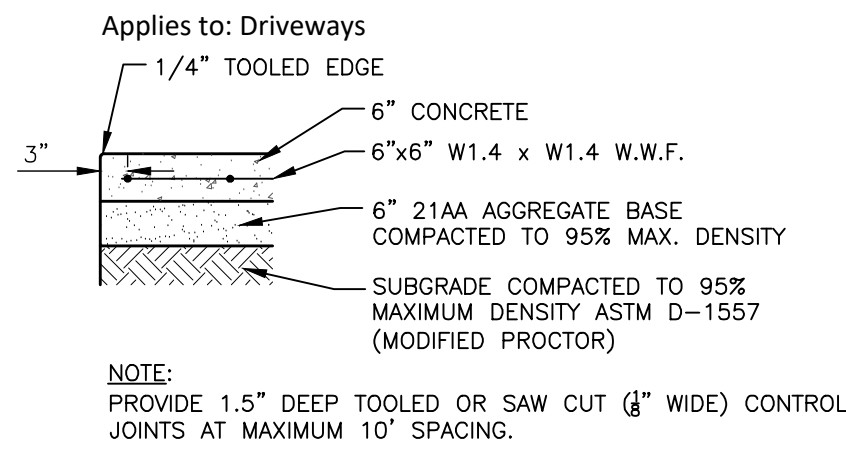 Applies to: Driveways
1/4” TOOLED EDGE
6” CONCRETE
3”
6”x6” W1.4 x W1.4 W.W.F.
6” 21AA AGGREGATE BASE
COMPACTED TO 95% MAX. DENSITY
SUBGRADE COMPACTED TO 95%
MAXIMUM DENSITY ASTM D–1557
(MODIFIED PROCTOR)
NOTE:
PROVIDE 1.5” DEEP TOOLED OR SAW CUT (1/8” WIDE) CONTROL
JOINTS AT MAXIMUM 10’ SPACING.